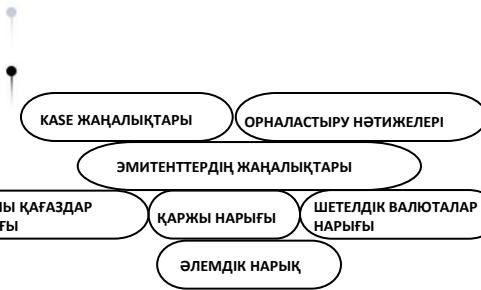 KASE ЖАҢАЛЫҚТАРЫ
ОРНАЛАСТЫРУ НӘТИЖЕЛЕРІ
ЭМИТЕНТТЕРДІҢ ЖАҢАЛЫҚТАРЫ
ҚАҒАЗДАР
ҚАРЖЫ НАРЫҒЫ
ШЕТЕЛДІК ВАЛЮТАЛАР
НАРЫҒЫ
ӘЛЕМДІК НАРЫҚ